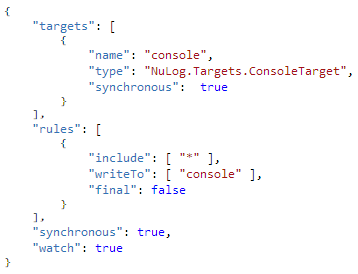 {
    "targets": [
        {
            "name": "console",
            "type": "NuLog.Targets.ConsoleTarget",
            "synchronous":  true
        }
    ],
    "rules": [
        {
            "include": [ "*" ],
            "writeTo": [ "console" ],
            "final": false
        }
    ],
    "synchronous": true,
    "watch": true
}